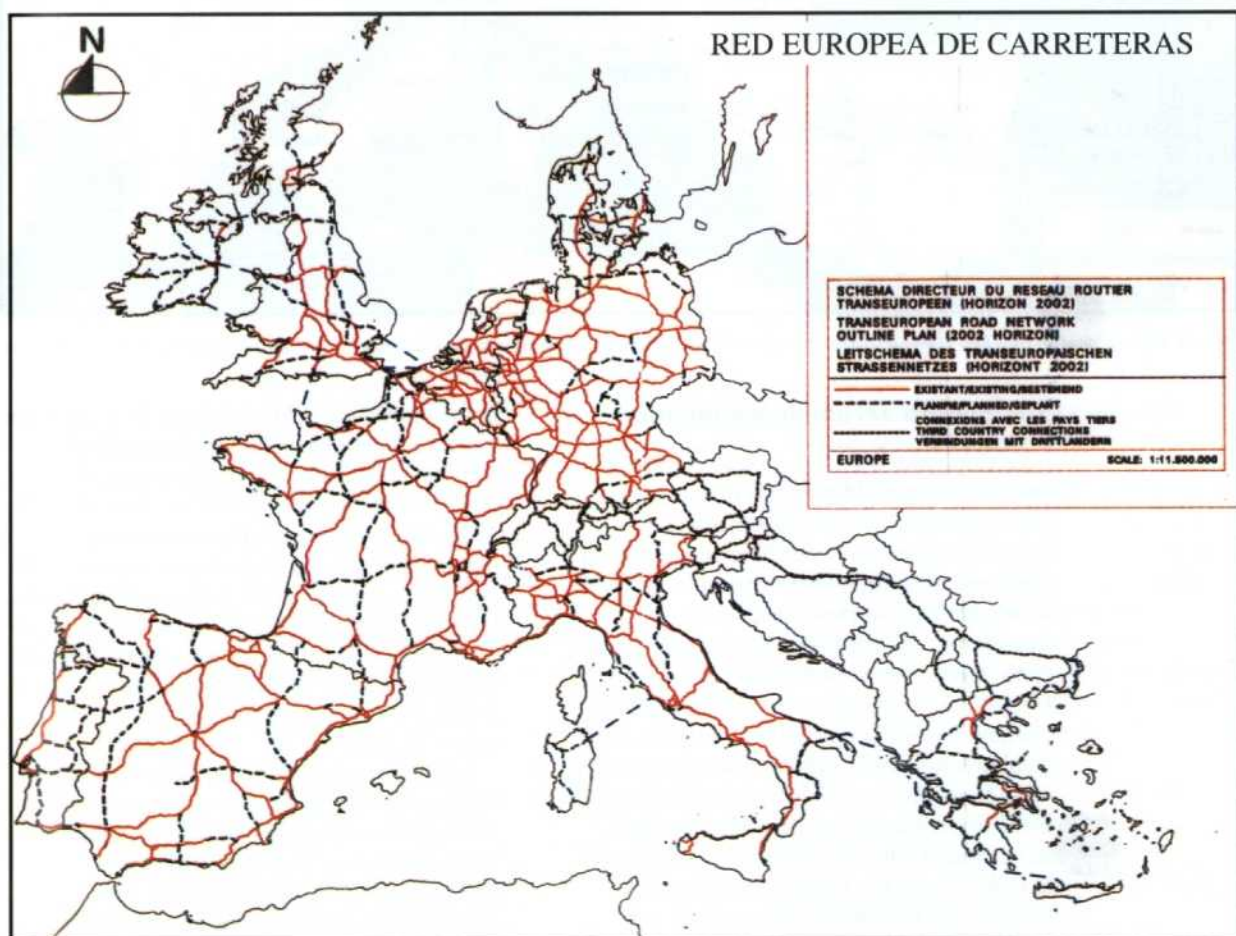 N
RED EUROPEA DE CARRETERAS
SCHEMA DIRECTEUR DU RESEAU ROUTIER
TRANSEUROPEEN (HORIZON 2002)
TRANSEUROPEAN ROAD NETWORK
OUTLINE PLAN (2002 HORIZON)
LEITSCHEMA DES TRANSEUROPAISCHEN
STRASSENNETZES (HORIZONT 2002)
EXISTANT/EXISTING/BESTEHEND
PLANIFIE/PLANNED/GEPLANT
CONNEXIONS AVEC LES PAYS TIERS
THIRD COUNTRY CONNECTIONS
VERBINDUNGEN MIT DRITTLANDERN
EUROPE
SCALE: 1:11.500.000